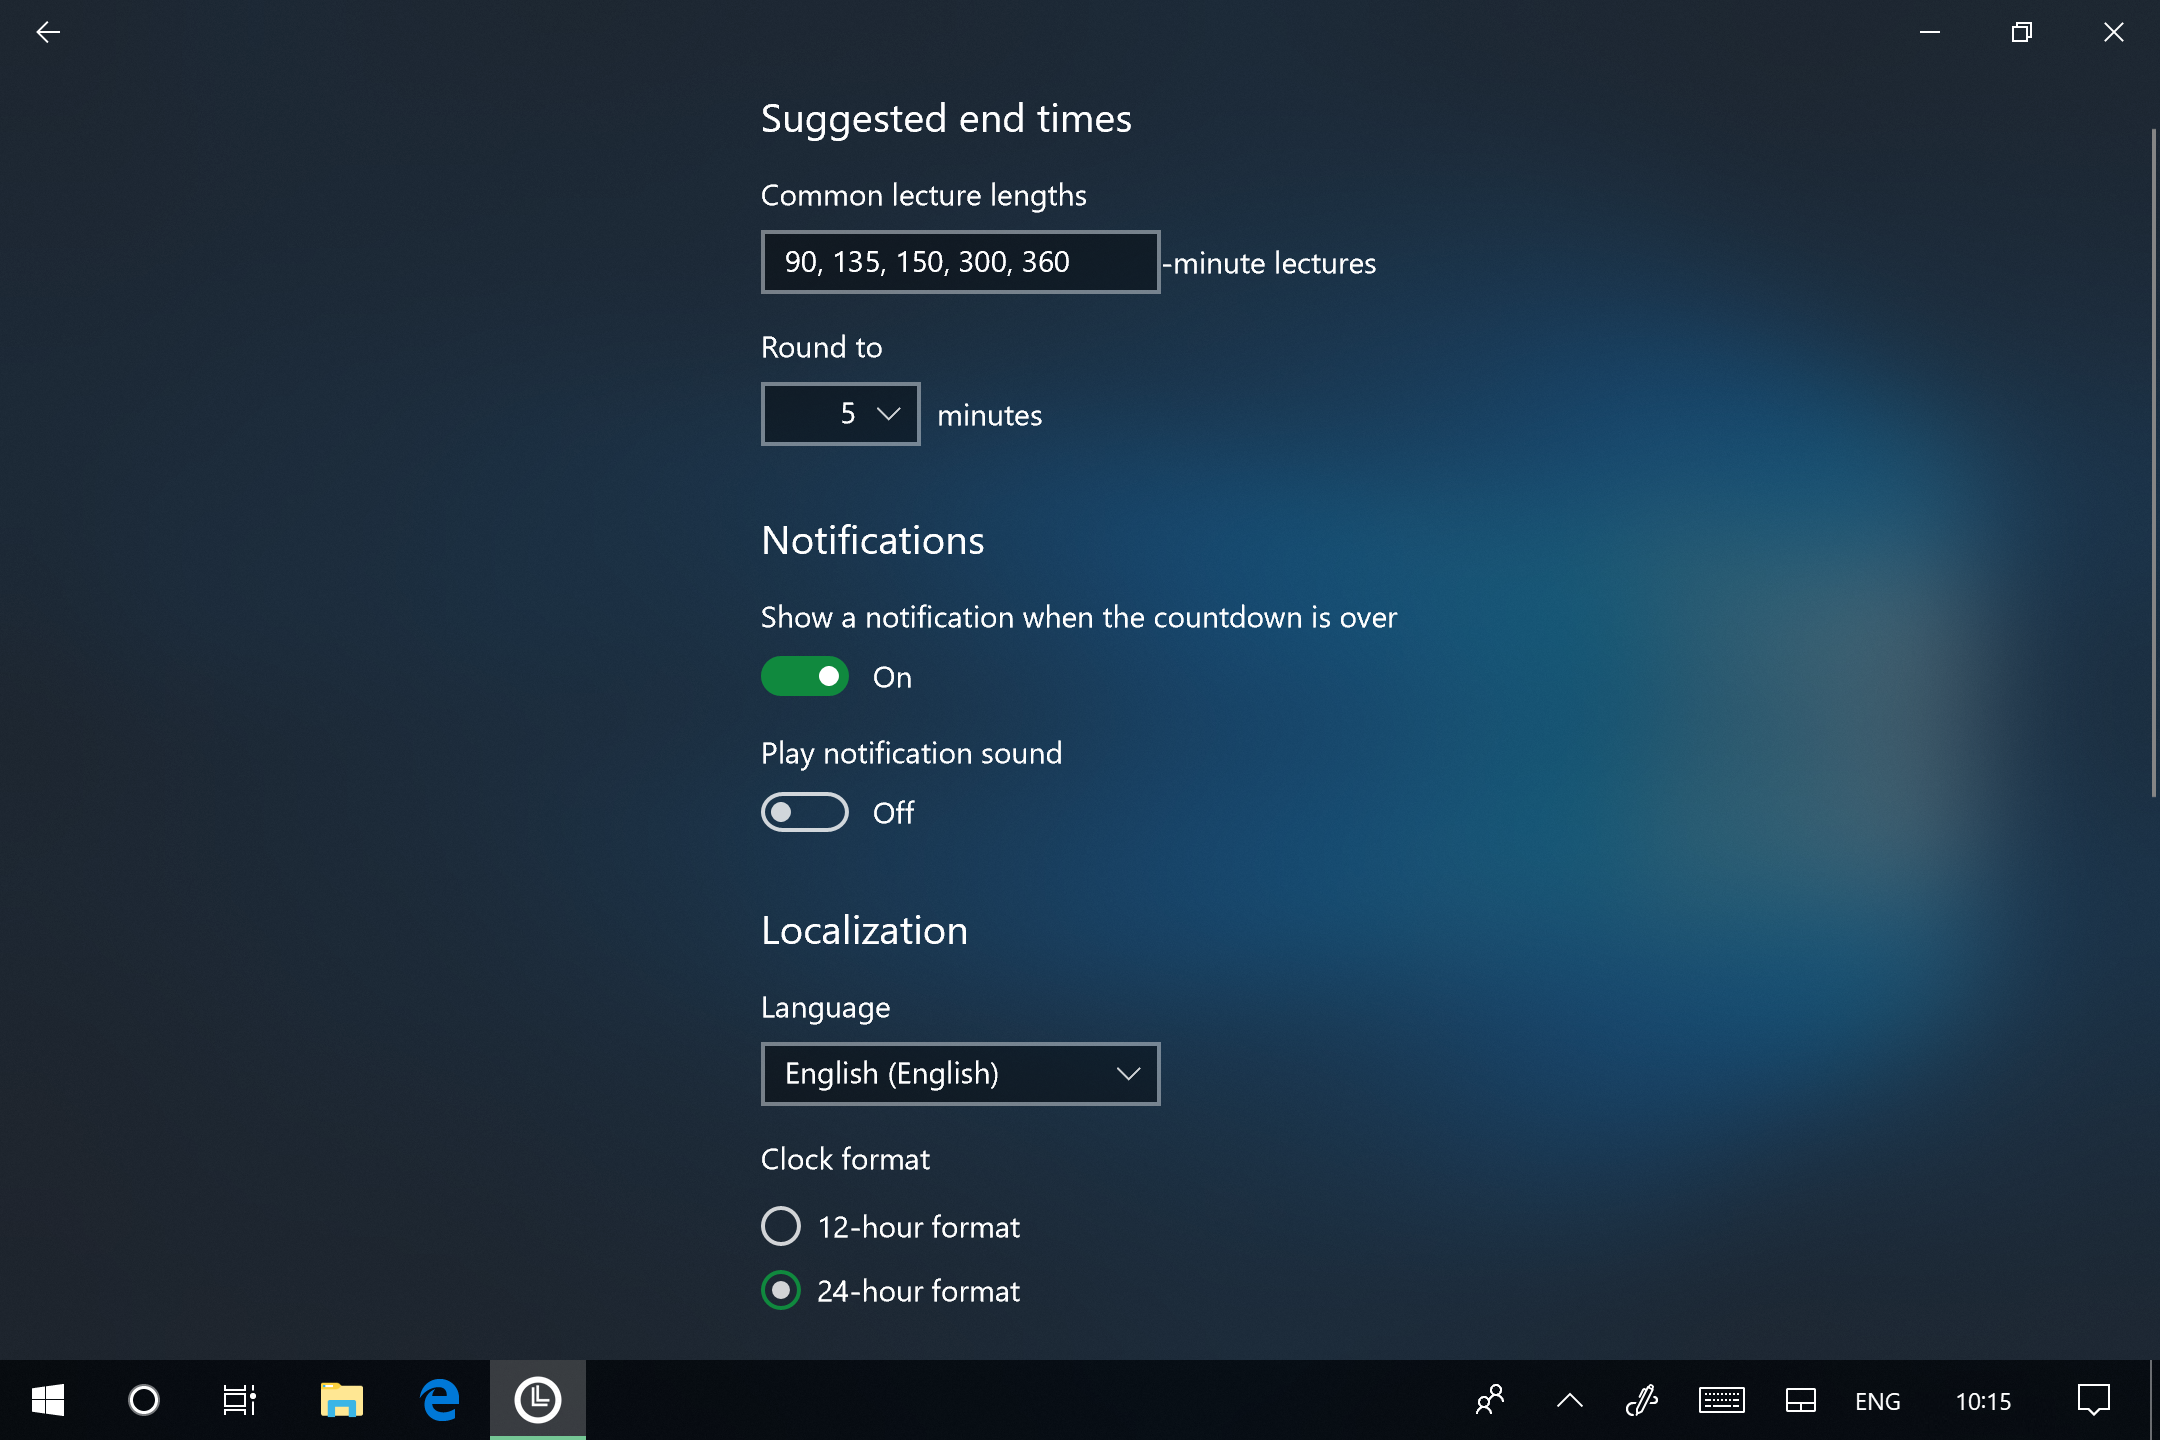 Suggested end times
Common lecture lengths
90, 135, 150, 300, 360 -minute lectures
Round to
5 minutes
Notifications
Show a notification when the countdown is over
On
Play notification sound
Off
Localization
Language
English (English)
Clock format
12-hour format
24-hour format
ENG 10:15